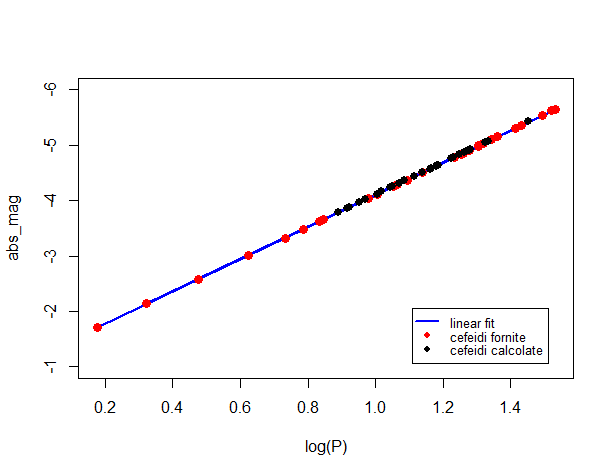 abs_mag
-6
-5
-4
-3
-2
-1
linear fit
cefeidi fornite
cefeidi calcolate
0.2 0.4 0.6 0.8 1.0 1.2 1.4
log(P)